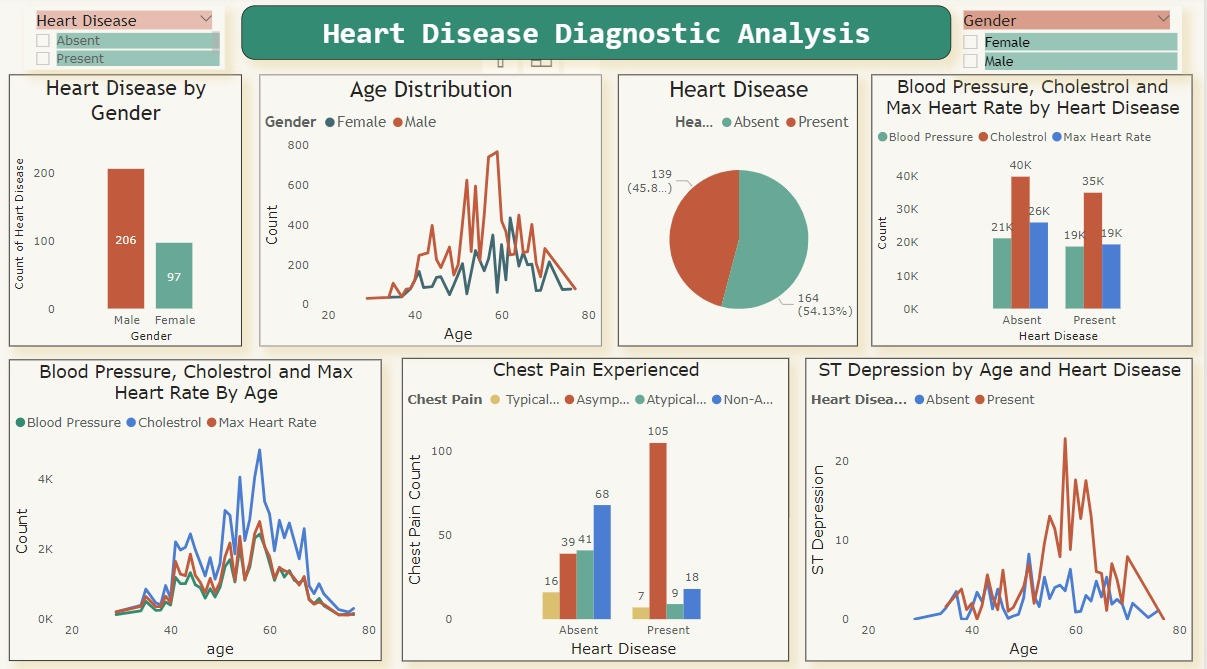 Heart Disease
Absent
Present
Heart Disease Diagnostic Analysis
Gender
Female
Male
Heart Disease by
Gender
Count of Heart Disease
200
100
0
206
97
Male Female
Gender
Age Distribution
Gender Female Male
Count
800
600
400
200
0
20 40 60 80
Age
Heart Disease
Hea... Absent Present
139
(45.8...)
164
(54.13%)
Blood Pressure, Cholestrol and
Max Heart Rate by Heart Disease
Blood Pressure Cholestrol Max Heart Rate
Count
40K
30K
20K
10K
0K
21K 40K 26K 19K 35K 19K
Absent Present
Heart Disease
Blood Pressure, Cholestrol and Max
Heart Rate By Age
Blood Pressure Cholestrol Max Heart Rate
Count
4K
2K
0K
20 40 60 80
age
Chest Pain Experienced
Chest Pain Typical... Asymp... Atypical... Non-A...
Chest Pain Count
100
50
0
16 39 41 68 7 105 9 18
Absent Present
Heart Disease
ST Depression by Age and Heart Disease
Heart Disea... Absent Present
ST Depression
20
10
0
20 40 60 80
Age